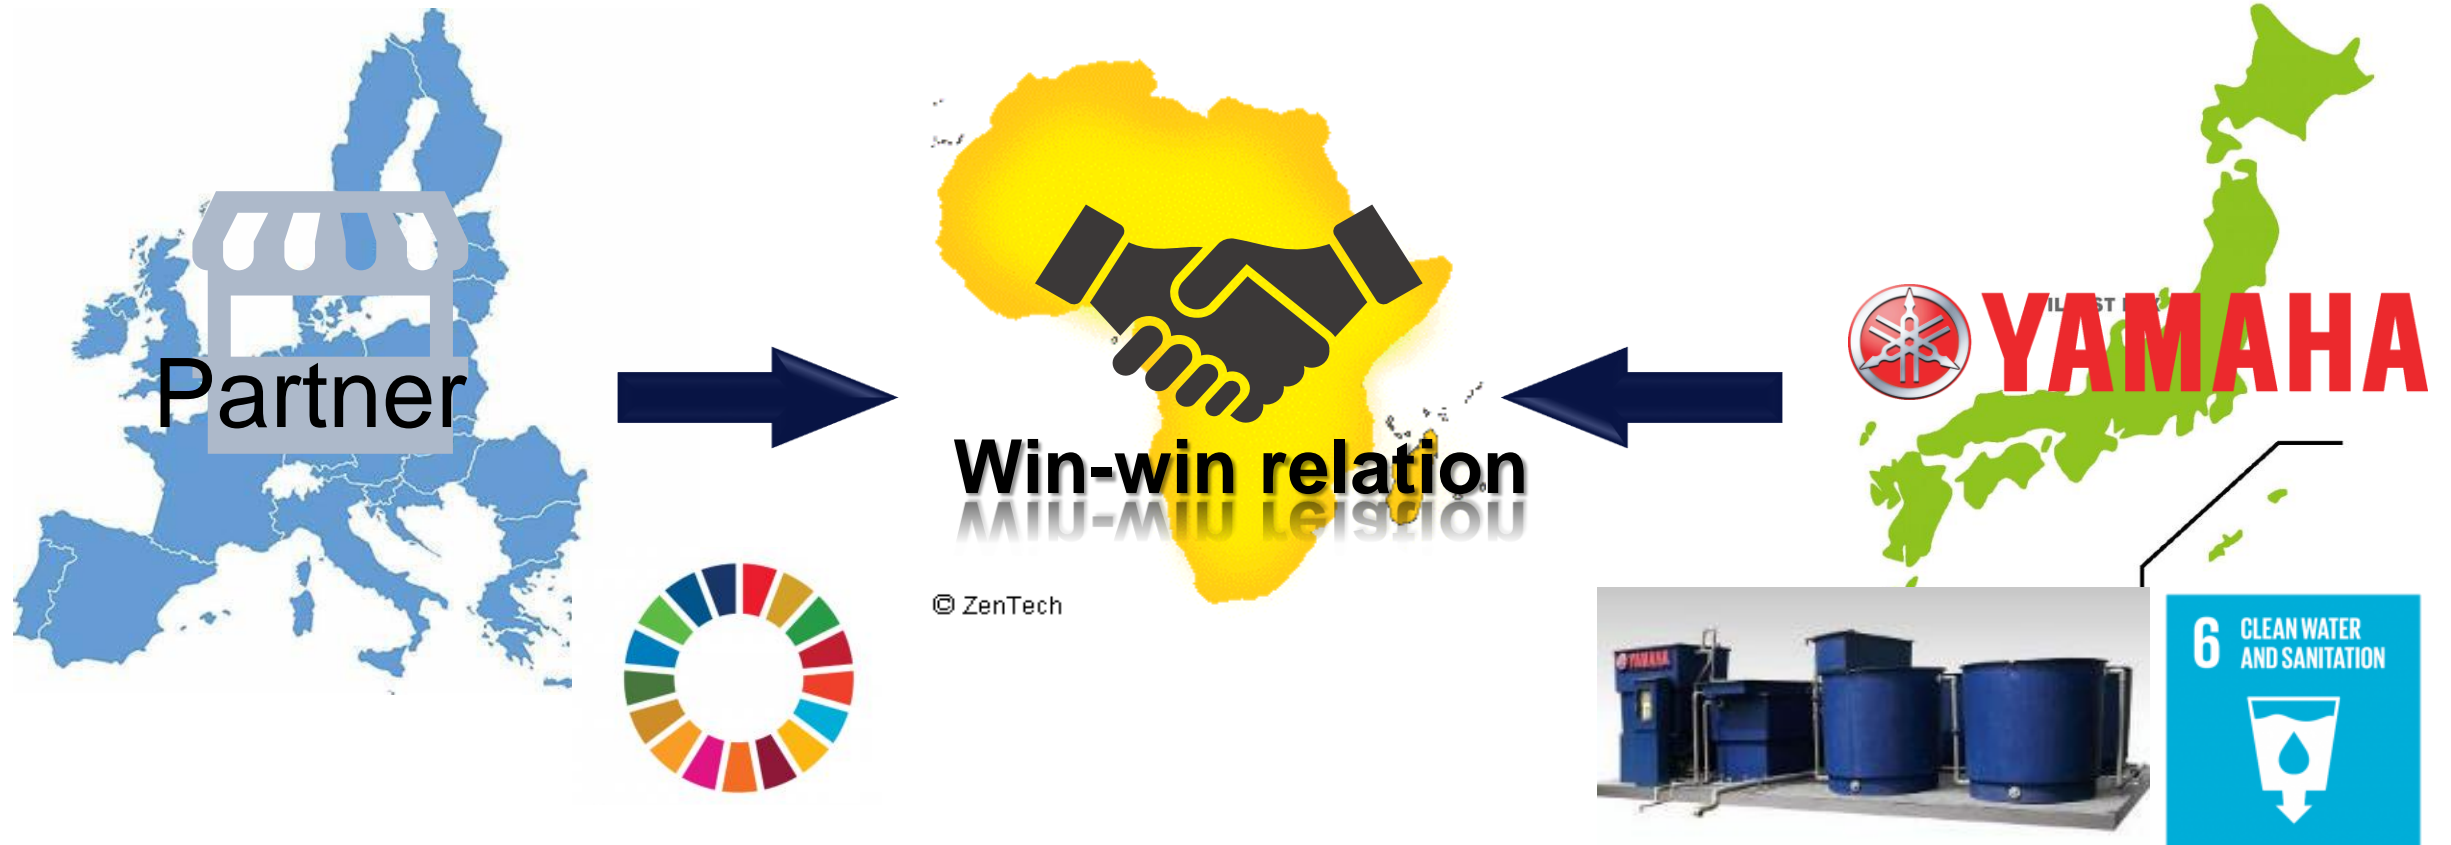 Partner
Win-win relation
© ZenTech
YAMAHA
YAMAHA
6 CLEAN WATER
AND SANITATION